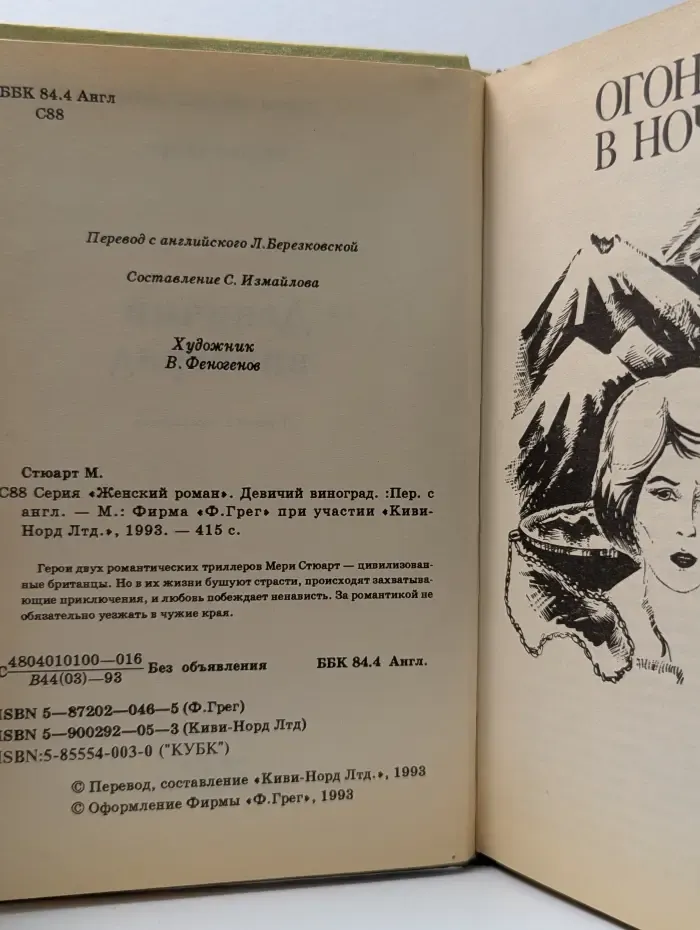 ББК 84.4 Англ
С88
Перевод с английского Л.Березковской
Составление С. Измайлова
Художник
В. Феногенов
Стюарт М.
С88 Серия «Женский роман». Девичий виноград. :Пер. с
англ. — М.: Фирма «Ф.Грег» при участии «Киви-
Норд Лтд.», 1993. — 415 с.
Герои двух романтических триллеров Мери Стюарт — цивилизован-
ные британцы. Но в их жизни бушуют страсти, происходят захватыва-
ющие приключения, и любовь побеждает ненависть. За романтикой не
обязательно уезжать в чужие края.
С 4804010100—016
В44(03)—93
Без объявления
ББК 84.4 Англ.
ISBN 5—87202—046—5 (Ф.Грег)
ISBN 5—900292—05—3 (Киви-Норд Лтд)
ISBN:5-85554-003-0 ("КУБК")
© Перевод, составление «Киви-Норд Лтд.», 1993
© Оформление Фирмы «Ф.Грег», 1993
ОГОН
В НОЧ